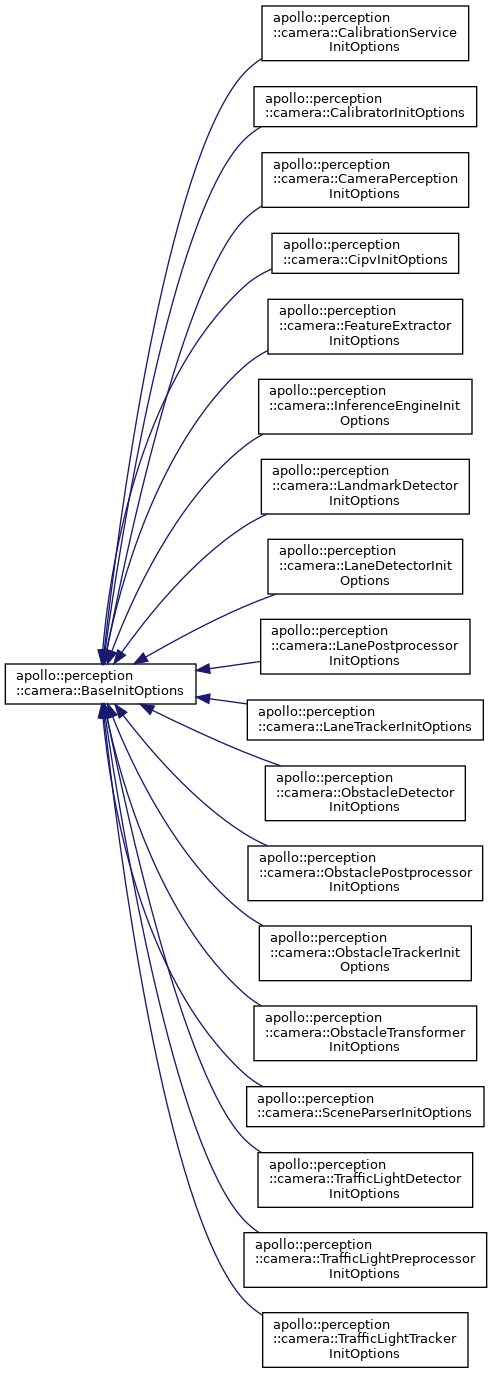 apollo::perception
::camera::CalibrationService
InitOptions
apollo::perception
::camera::CalibratorInitOptions
apollo::perception
::camera::CameraPerception
InitOptions
apollo::perception
::camera::CipvInitOptions
apollo::perception
::camera::FeatureExtractor
InitOptions
apollo::perception
::camera::InferenceEngineInit
Options
apollo::perception
::camera::LandmarkDetector
InitOptions
apollo::perception
::camera::LaneDetectorInit
Options
apollo::perception
::camera::LanePostprocessor
InitOptions
apollo::perception
::camera::BaseInitOptions
apollo::perception
::camera::LaneTrackerInitOptions
apollo::perception
::camera::ObstacleDetector
InitOptions
apollo::perception
::camera::ObstaclePostprocessor
InitOptions
apollo::perception
::camera::ObstacleTrackerInit
Options
apollo::perception
::camera::ObstacleTransformer
InitOptions
apollo::perception
::camera::SceneParserInitOptions
apollo::perception
::camera::TrafficLightDetector
InitOptions
apollo::perception
::camera::TrafficLightPreprocessor
InitOptions
apollo::perception
::camera::TrafficLightTracker
InitOptions